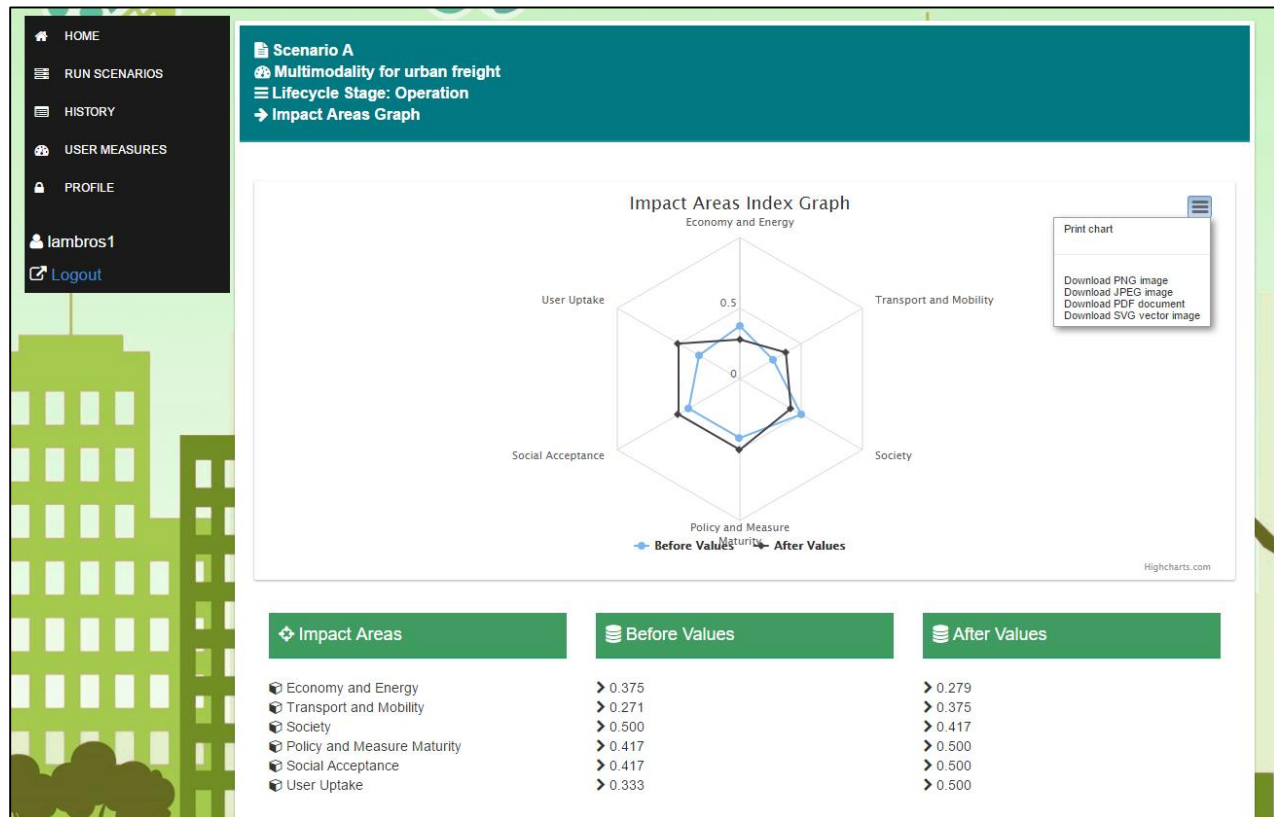 HOME
RUN SCENARIOS
HISTORY
USER MEASURES
PROFILE
lambros1
Logout
Scenario A
Multimodality for urban freight
Lifecycle Stage: Operation
Impact Areas Graph
Impact Areas Index Graph
Economy and Energy
Print chart
Download PNG image
Download JPEG image
Download PDF document
Download SVG vector image
User Uptake
0.5
Transport and Mobility
0
Social Acceptance
Society
Policy and Measure
Maturity
Before Values
After Values
Highcharts.com
Impact Areas
Before Values
After Values
Economy and Energy 0.375 0.279
Transport and Mobility 0.271 0.375
Society 0.500 0.417
Policy and Measure Maturity 0.417 0.500
Social Acceptance 0.417 0.500
User Uptake 0.333 0.500